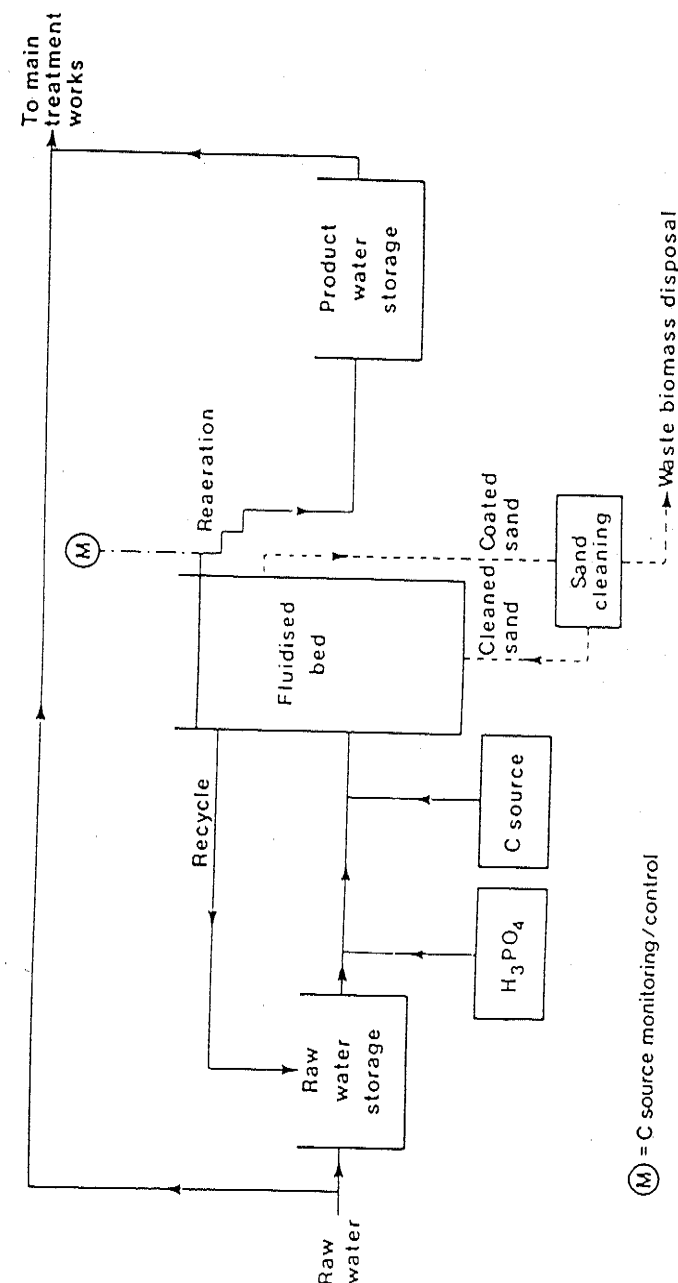 To main
treatment
works
M
Reaeration
Product
water
storage
Recycle
Fluidised
bed
Cleaned
sand
Coated
sand
Sand
cleaning
Waste biomass disposal
Raw
water
Raw
water
storage
H₃PO₄
C source
M = C source monitoring/control